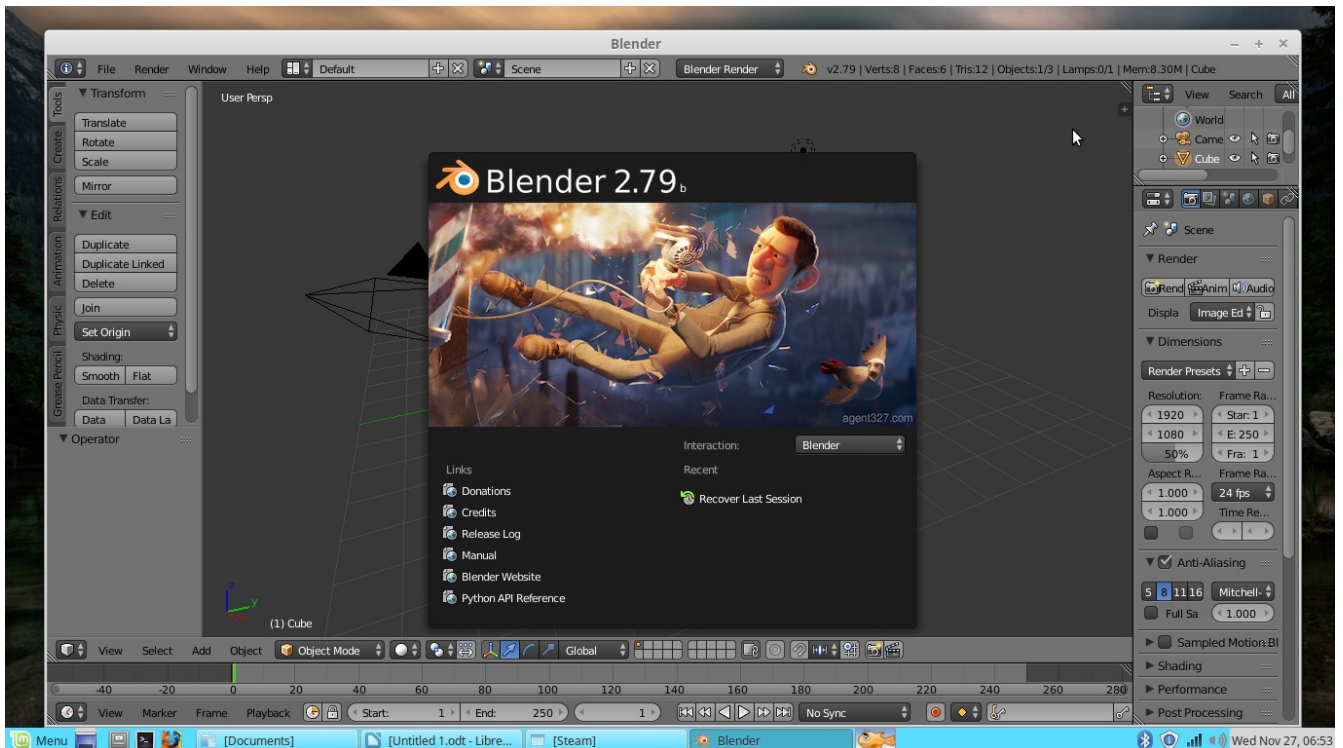 Blender
File Render Window Help Default Scene Blender Render v2.79 | Verts:8 | Faces:6 | Tris:12 | Objects:1/3 | Lamps:0/1 | Mem:8.30M | Cube
Tools
Create
Relations
Animation
Physic
Grease Pencil
Transform
Translate
Rotate
Scale
Mirror
Edit
Duplicate
Duplicate Linked
Delete
Join
Set Origin
Shading:
Smooth Flat
Data Transfer:
Data Data La
Operator
User Persp
Blender 2.79 b
agent327.com
Interaction: Blender
Links
Donations
Credits
Release Log
Manual
Blender Website
Python API Reference
Recent
Recover Last Session
z
y
x
(1) Cube
View Search All
World
Came
Cube
Scene
Render
Rend Anim Audio
Displa Image Ed
Dimensions
Render Presets
Resolution: Frame Ra...
1920 Star: 1
1080 E: 250
50% Fra: 1
Aspect R... Frame Ra...
1.000 24 fps
1.000 Time Re...
Anti-Aliasing
5 8 11 16 Mitchell-
Full Sa 1.000
Sampled Motion Bl
Shading
Performance
Post Processing
View Select Add Object Object Mode Global
-40 -20 0 20 40 60 80 100 120 140 160 180 200 220 240 260 280
View Marker Frame Playback Start: 1 End: 250 1 No Sync
Menu [Documents] [Untitled 1.odt - Libre... [Steam] Blender Wed Nov 27, 06:53